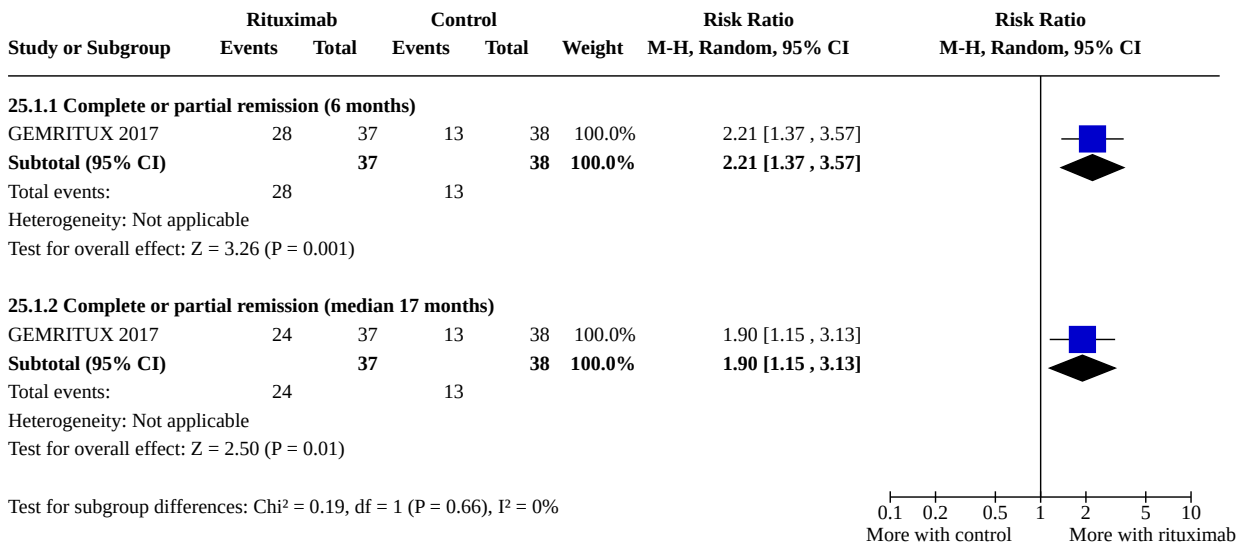 Rituximab Control Risk Ratio Risk Ratio
Study or Subgroup Events Total Events Total Weight M-H, Random, 95% CI M-H, Random, 95% CI
25.1.1 Complete or partial remission (6 months)
GEMRITUX 2017 28 37 13 38 100.0% 2.21 [1.37 , 3.57]
Subtotal (95% CI) 37 38 100.0% 2.21 [1.37 , 3.57]
Total events: 28 13
Heterogeneity: Not applicable
Test for overall effect: Z = 3.26 (P = 0.001)
25.1.2 Complete or partial remission (median 17 months)
GEMRITUX 2017 24 37 13 38 100.0% 1.90 [1.15 , 3.13]
Subtotal (95% CI) 37 38 100.0% 1.90 [1.15 , 3.13]
Total events: 24 13
Heterogeneity: Not applicable
Test for overall effect: Z = 2.50 (P = 0.01)
Test for subgroup differences: Chi² = 0.19, df = 1 (P = 0.66), I² = 0%
0.1 0.2 0.5 1 2 5 10
More with control More with rituximab